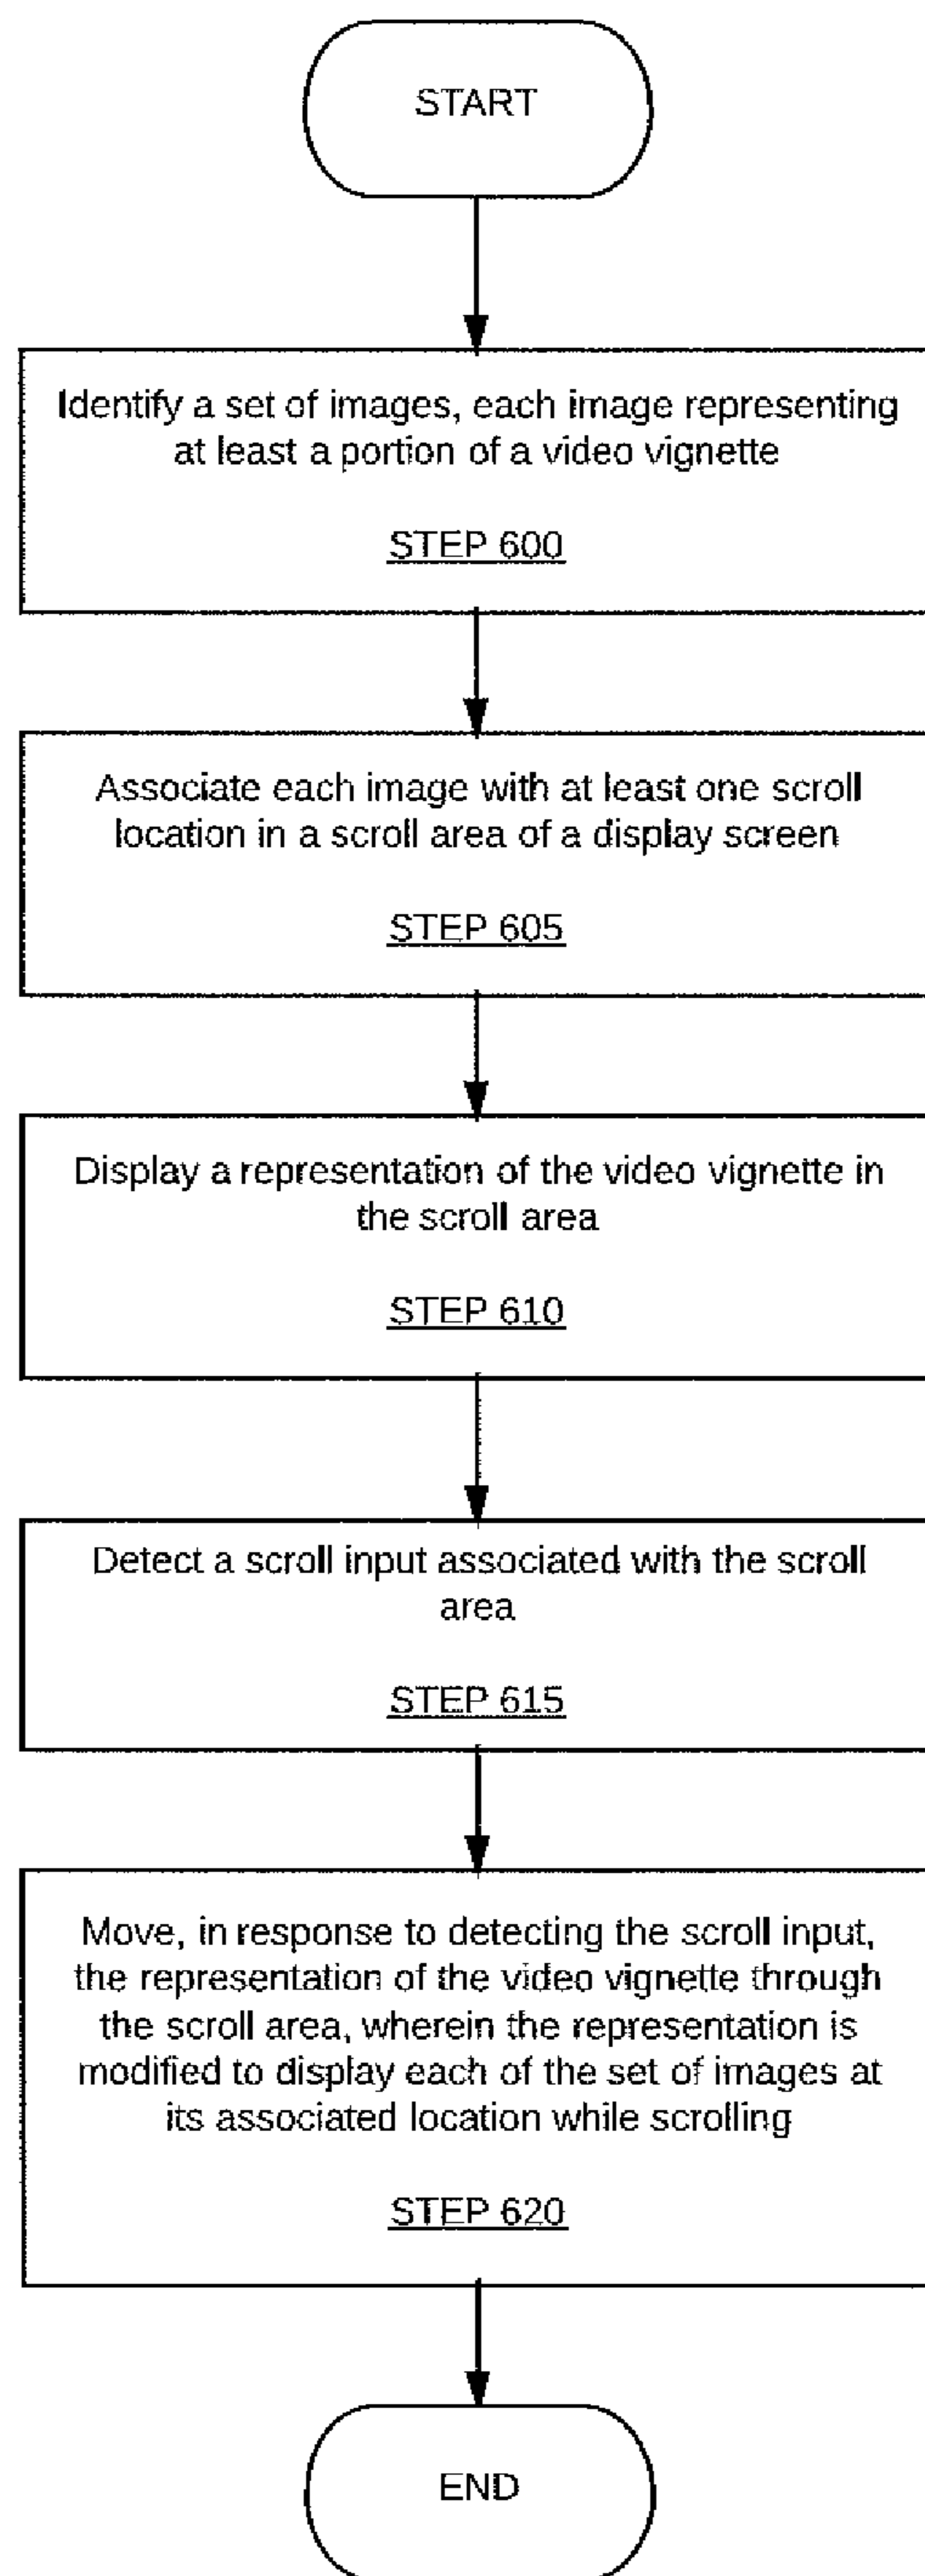 START
Identify a set of images, each image representing
at least a portion of a video vignette
STEP 600
Associate each image with at least one scroll
location in a scroll area of a display screen
STEP 605
Display a representation of the video vignette in
the scroll area
STEP 610
Detect a scroll input associated with the scroll
area
STEP 615
Move, in response to detecting the scroll input,
the representation of the video vignette through
the scroll area, wherein the representation is
modified to display each of the set of images at
its associated location while scrolling
STEP 620
END